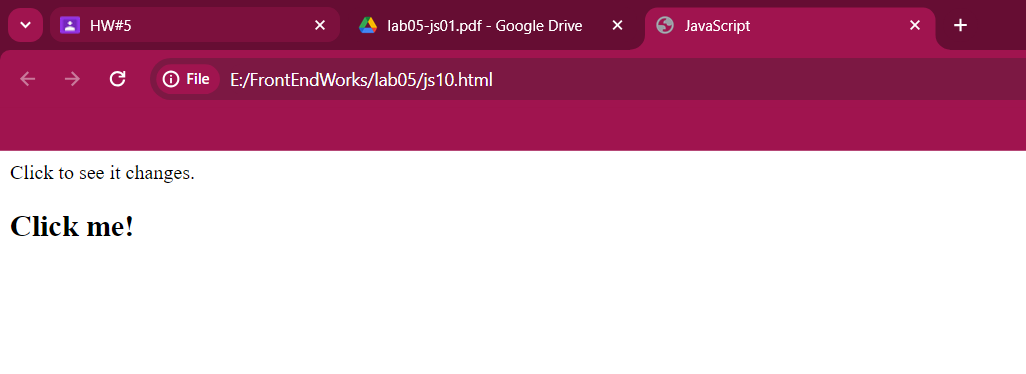 HW#5
lab05-js01.pdf - Google Drive
JavaScript
File E:/FrontEndWorks/lab05/js10.html
Click to see it changes.
Click me!